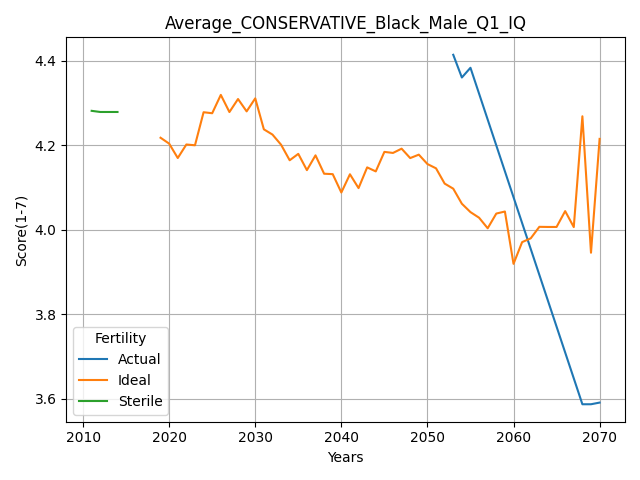 Average_CONSERVATIVE_Black_Male_Q1_IQ
Score(1-7)
4.4
4.2
4.0
3.8
3.6
Fertility
Actual
Ideal
Sterile
2010 2020 2030 2040 2050 2060 2070
Years